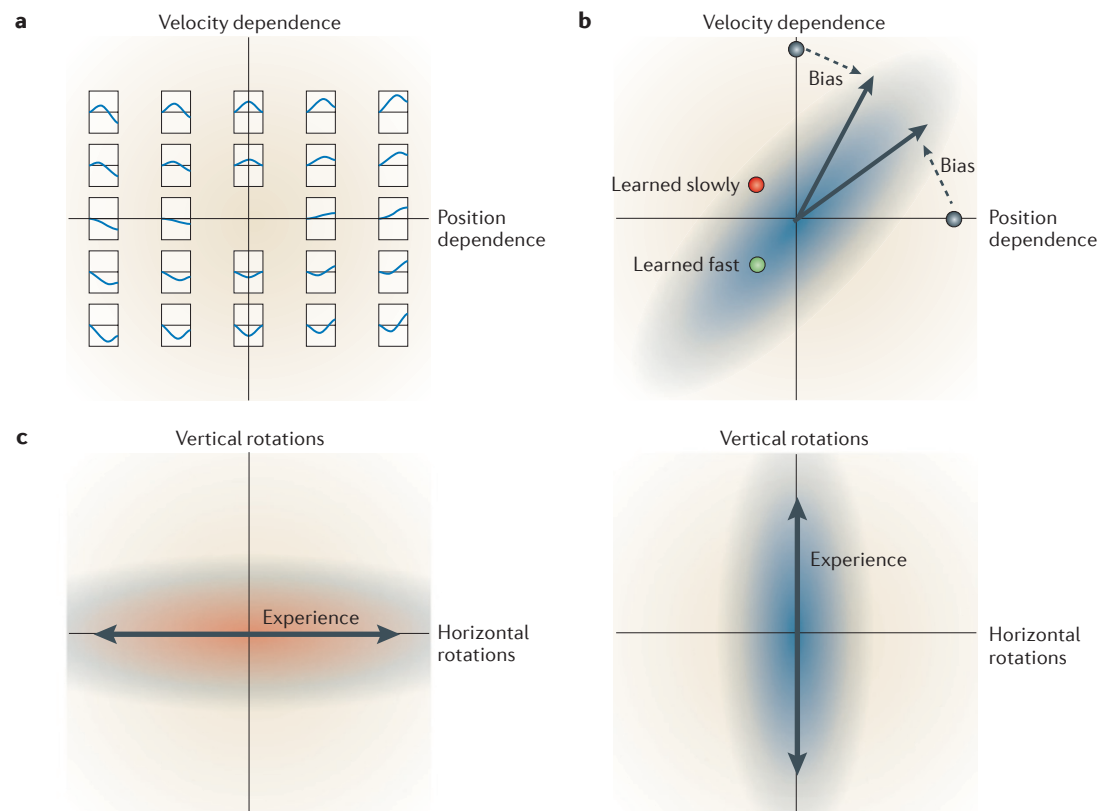 a
Velocity dependence
Position
dependence
b
Velocity dependence
Bias
Bias
Learned slowly
Position
dependence
Learned fast
c
Vertical rotations
Experience
Horizontal
rotations
Vertical rotations
Experience
Horizontal
rotations